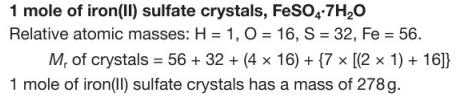 1 mole of iron(II) sulfate crystals, FeSO₄·7H₂O
Relative atomic masses: H = 1, O = 16, S = 32, Fe = 56.
Mᵣ of crystals = 56 + 32 + (4 × 16) + {7 × [(2 × 1) + 16]}
1 mole of iron(II) sulfate crystals has a mass of 278 g.